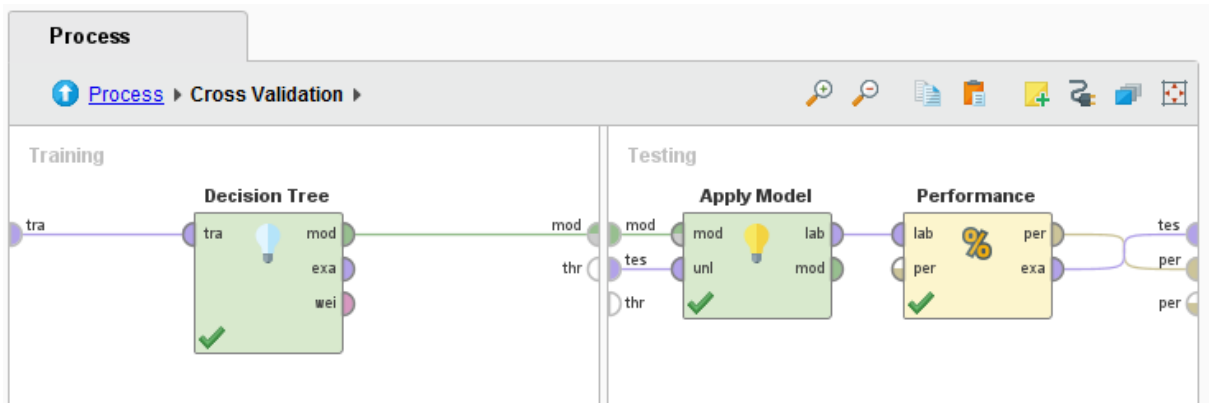 Process
Process Cross Validation
Training
Testing
Decision Tree
Apply Model
Performance
tra
tra
mod
exa
wei
mod
thr
mod
tes
thr
mod
unl
lab
mod
lab
per
per
exa
%
tes
per
per